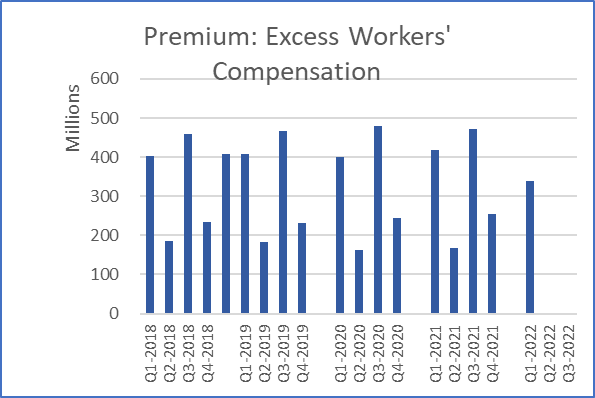 Premium: Excess Workers'
Compensation
Millions
600
500
400
300
200
100
0
Q1-2018
Q2-2018
Q3-2018
Q4-2018
Q1-2019
Q2-2019
Q3-2019
Q4-2019
Q1-2020
Q2-2020
Q3-2020
Q4-2020
Q1-2021
Q2-2021
Q3-2021
Q4-2021
Q1-2022
Q2-2022
Q3-2022